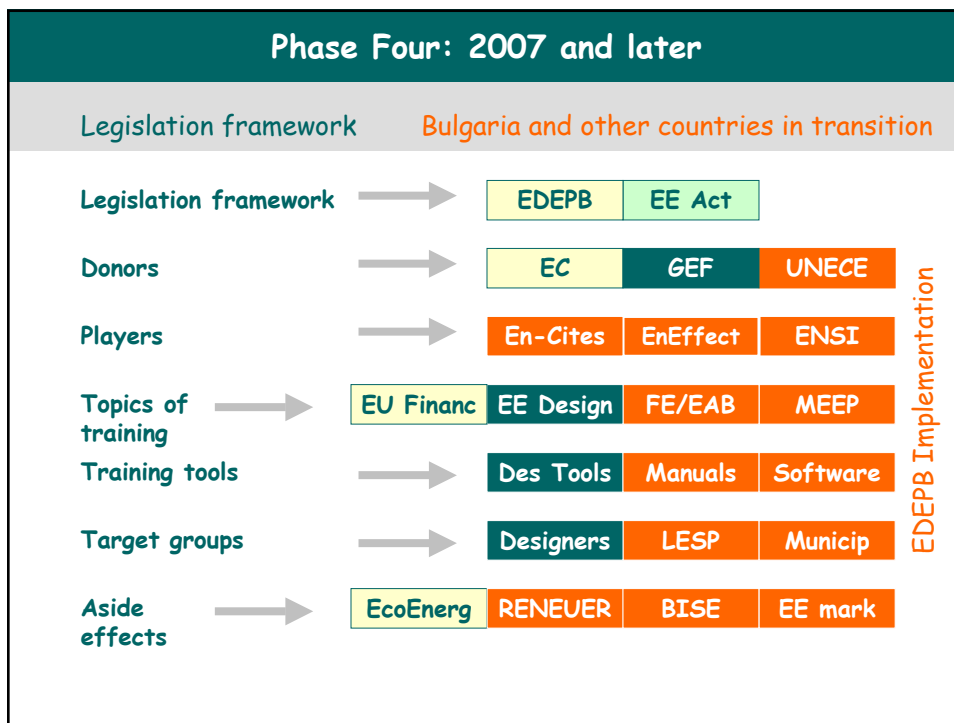 Phase Four: 2007 and later
Legislation framework Bulgaria and other countries in transition
Legislation framework EDEPB EE Act
Donors EC GEF UNECE
Players En-Cites EnEffect ENSI
Topics of EU Financ EE Design FE/EAB MEEP
training
Training tools Des Tools Manuals Software
Target groups Designers LESP Municip
Aside EcoEnerg RENEUER BISE EE mark
effects
EDEPB Implementation